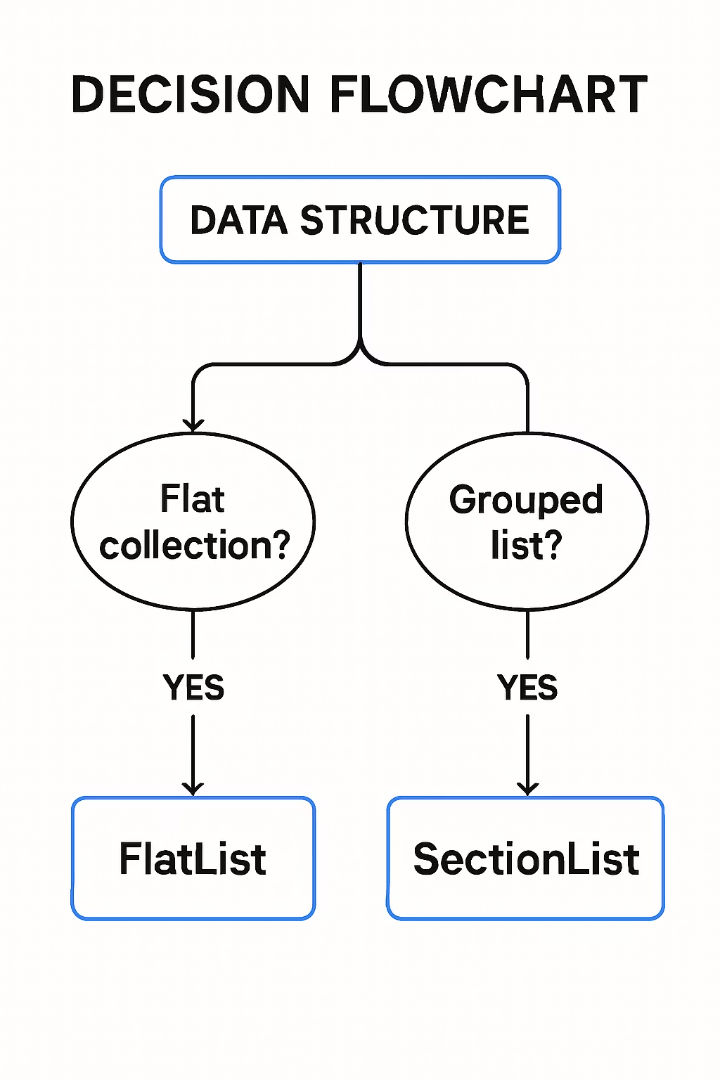 DECISION FLOWCHART
DATA STRUCTURE
Flat
collection?
Grouped
list?
YES
YES
FlatList
SectionList